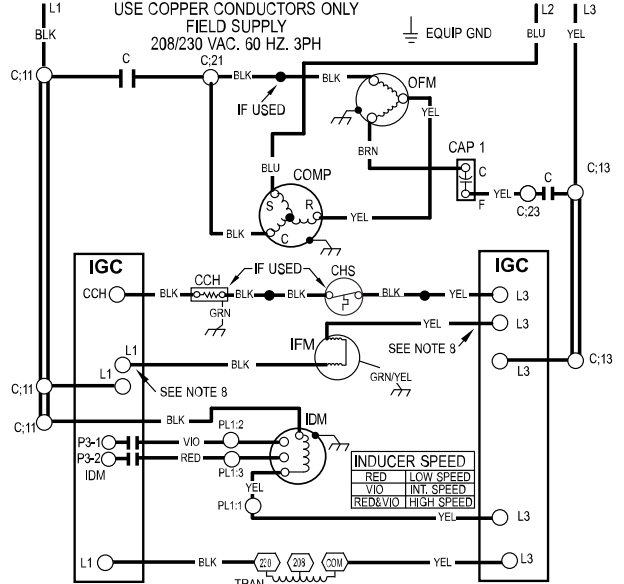 USE COPPER CONDUCTORS ONLY
FIELD SUPPLY
208/230 VAC. 60 HZ. 3PH
L1
BLK
EQUIP GND
L2
L3
BLU
YEL
C;11
C
C;21
BLK
BLK
IF USED
OFM
YEL
BRN
CAP 1
C
F
YEL
C;23
C
C;13
BLU
COMP
S
R
C
YEL
BLK
IGC
IGC
CCH
BLK
CCH
BLK
GRN
IF USED
BLK
CHS
BLK
YEL
L3
IFM
YEL
L3
SEE NOTE 8
L1
BLK
GRN/YEL
L3
C;13
C;11
L1
SEE NOTE 8
C;11
BLK
PL1:2
IDM
P3-1
VIO
P3-2
RED
IDM
PL1:3
YEL
PL1:1
INDUCER SPEED
RED LOW SPEED
VIO INT. SPEED
RED&VIO HIGH SPEED
YEL
L3
L1
BLK
230
208
COM
YEL
L3
TRAN